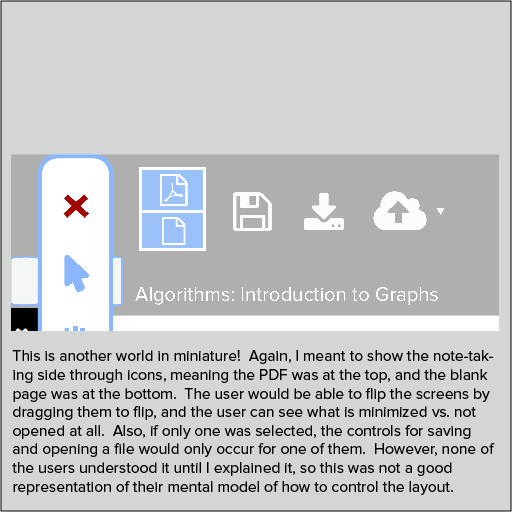 Algorithms: Introduction to Graphs
This is another world in miniature!  Again, I meant to show the note-tak-
ing side through icons, meaning the PDF was at the top, and the blank
page was at the bottom.  The user would be able to flip the screens by
dragging them to flip, and the user can see what is minimized vs. not
opened at all.  Also, if only one was selected, the controls for saving
and opening a file would only occur for one of them.  However, none of
the users understood it until I explained it, so this was not a good
representation of their mental model of how to control the layout.